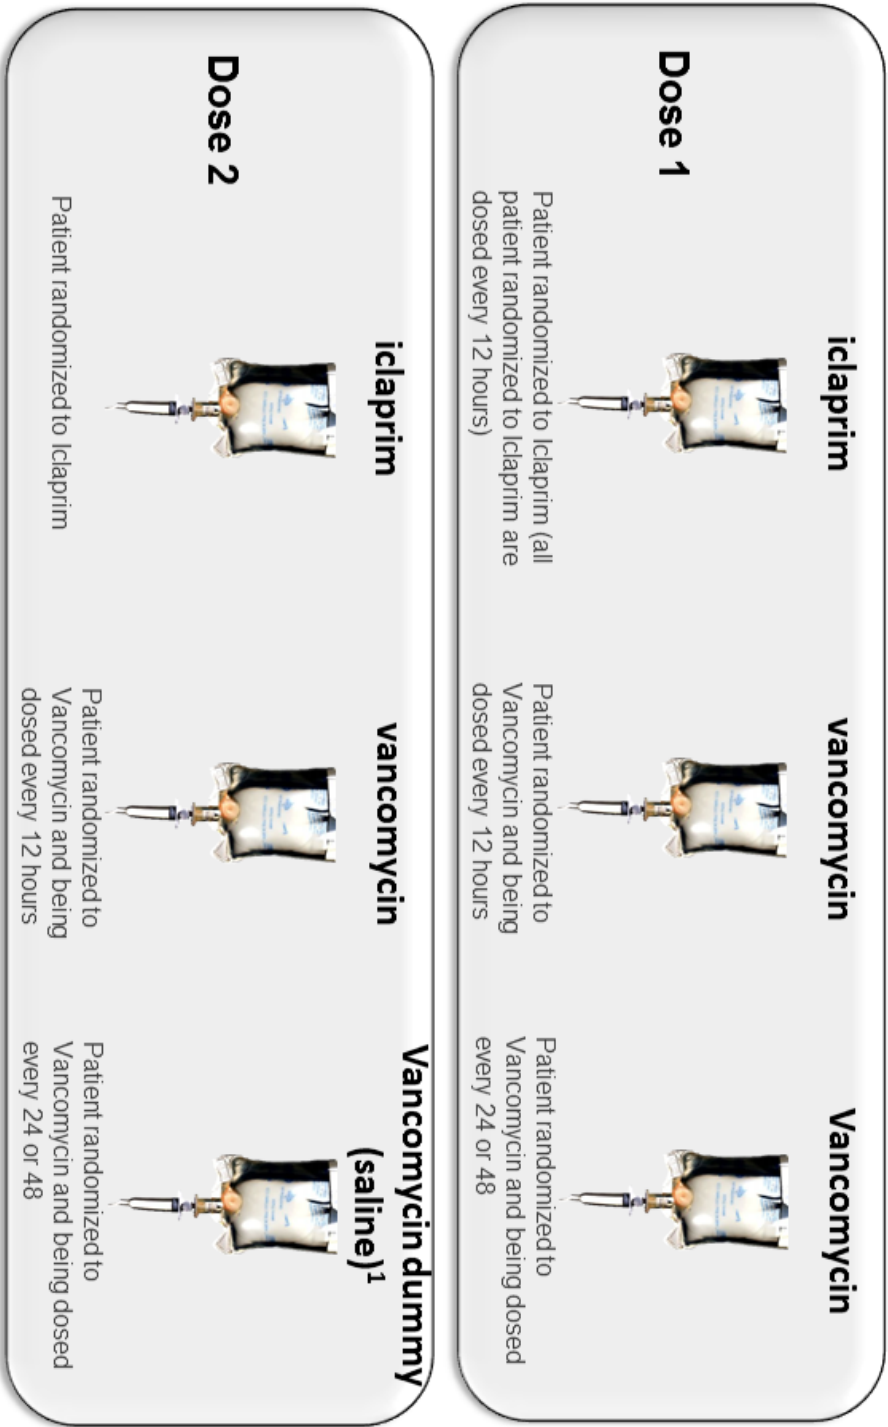 Dose 1
iclaprim
Patient randomized to Iclaprim (all
patient randomized to Iclaprim are
dosed every 12 hours)
vancomycin
Patient randomized to
Vancomycin and being
dosed every 12 hours
Vancomycin
Patient randomized to
Vancomycin and being dosed
every 24 or 48
Dose 2
iclaprim
Patient randomized to Iclaprim
vancomycin
Patient randomized to
Vancomycin and being
dosed every 12 hours
Vancomycin dummy
(saline)¹
Patient randomized to
Vancomycin and being dosed
every 24 or 48